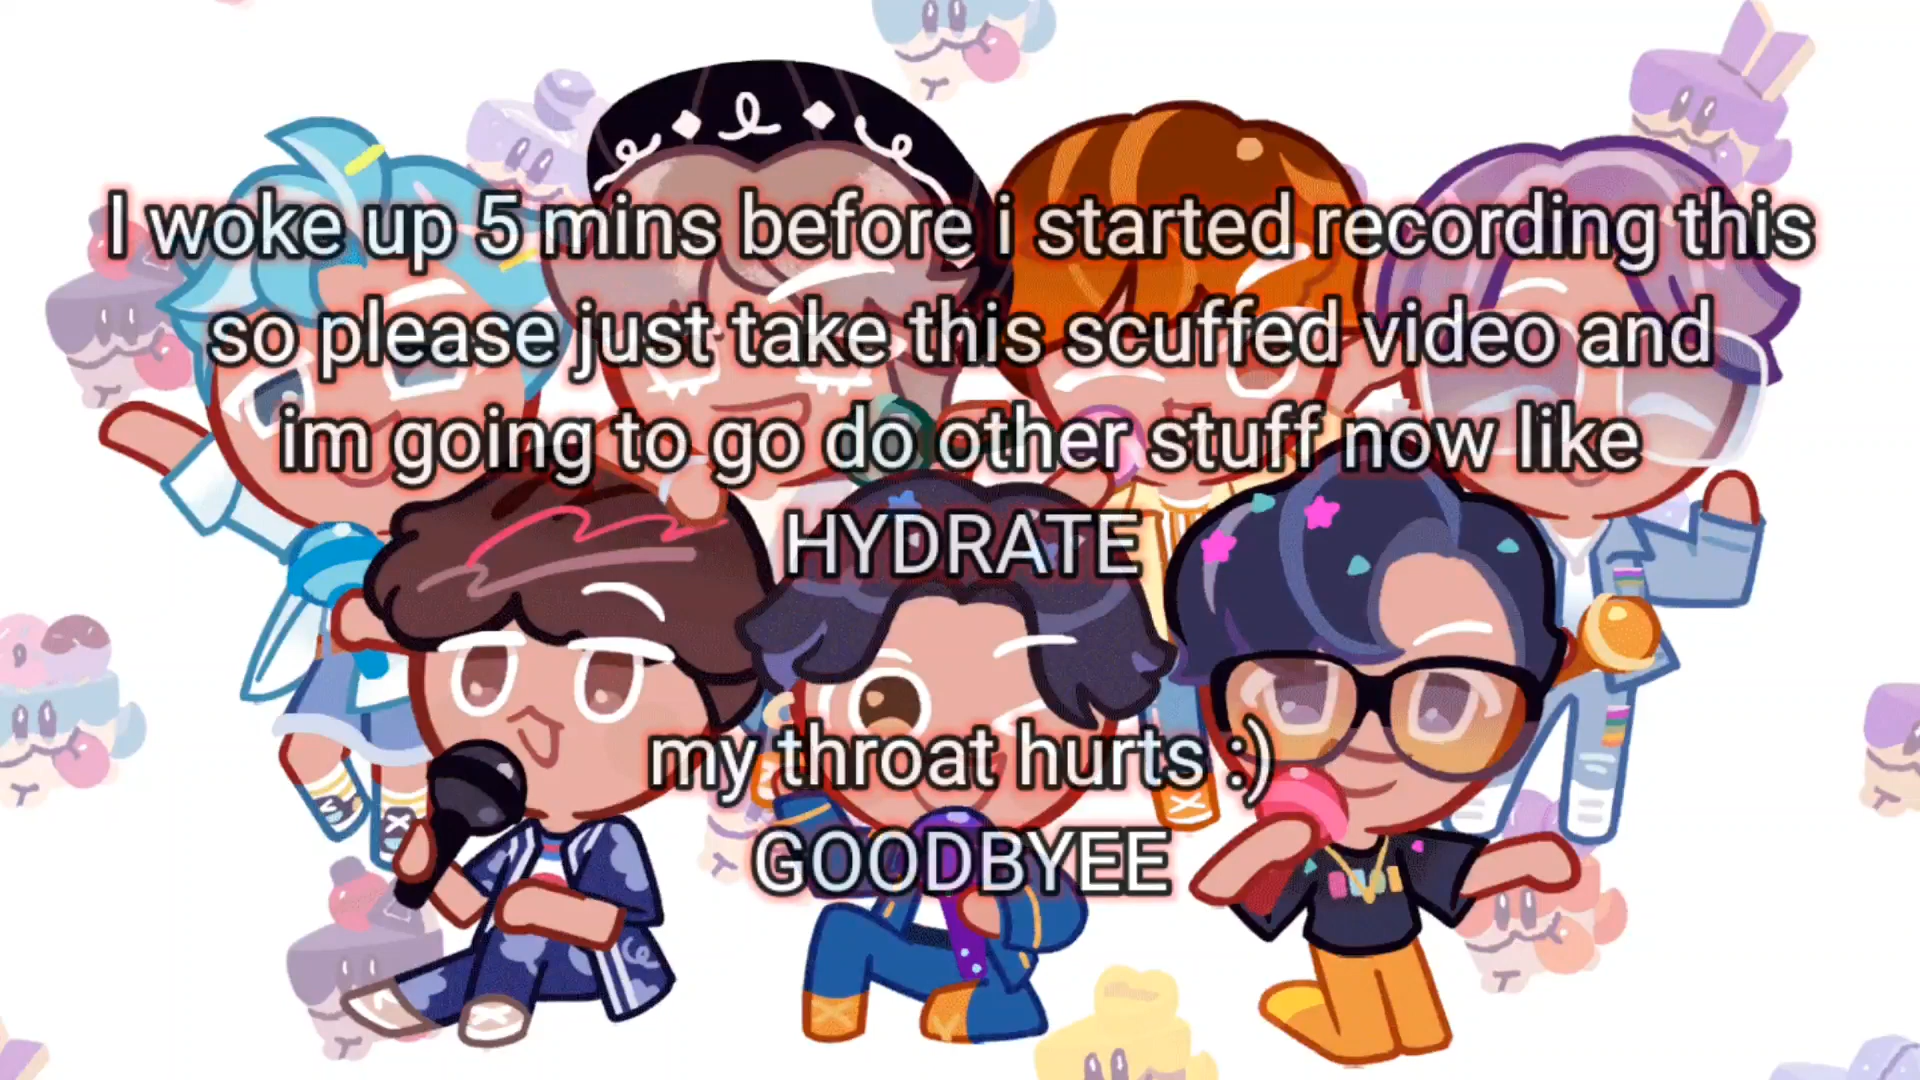 I woke up 5 mins before i started recording this
so please just take this scuffed video and
im going to go do other stuff now like
HYDRATE
my throat hurts :)
GOODBYEE